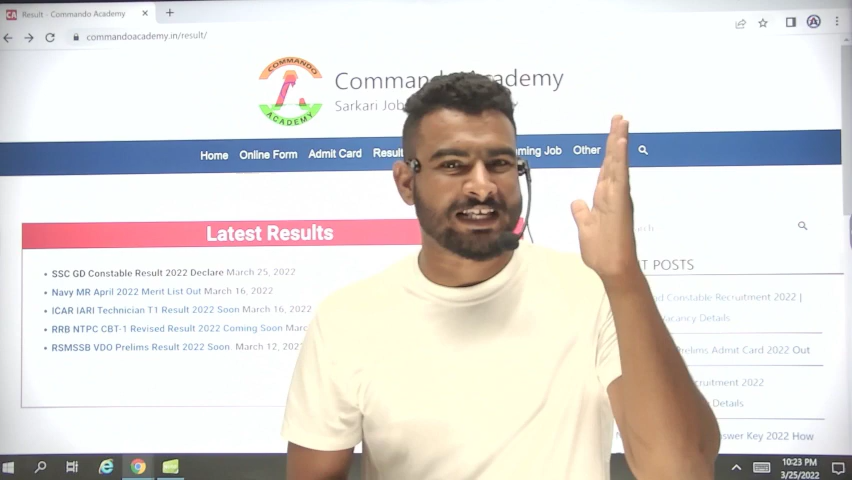 Result - Commando Academy
commandoacademy.in/result/
COMMANDO
ACADEMY
Commando Academy
Sarkari Job
Home Online Form Admit Card Result Job Other
Latest Results
• SSC GD Constable Result 2022 Declare March 25, 2022
• Navy MR April 2022 Merit List Out March 16, 2022
• ICAR IARI Technician T1 Result 2022 Soon March 16, 2022
• RRB NTPC CBT-1 Revised Result 2022 Coming Soon
• RSMSSB VDO Prelims Result 2022 Soon March 12, 2022
POSTS
Constable Recruitment 2022 |
Vacancy Details
Prelims Admit Card 2022 Out
2022
Details
Answer Key 2022 How
10:23 PM
3/25/2022